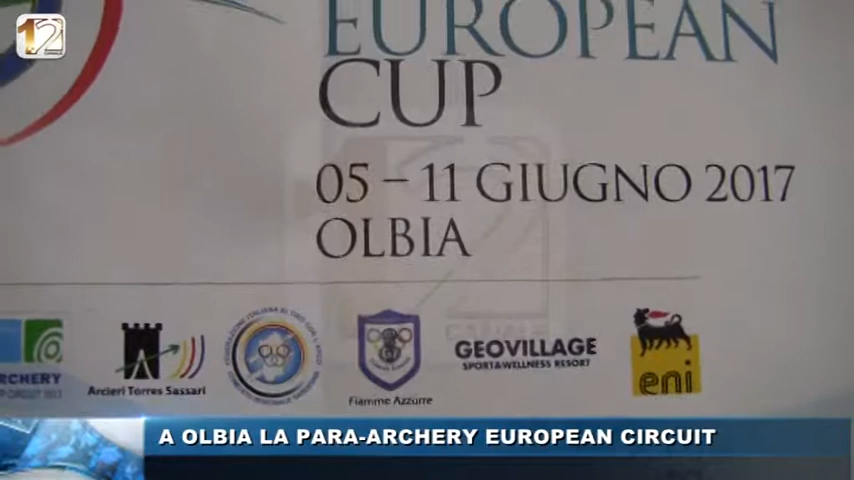 12
EUROPEAN
CUP
05 – 11 GIUGNO 2017
OLBIA
ARCHERY
Arcieri Torres Sassari
Fiamme Azzurre
GEOVILLAGE
SPORT&WELLNESS RESORT
eni
A OLBIA LA PARA-ARCHERY EUROPEAN CIRCUIT